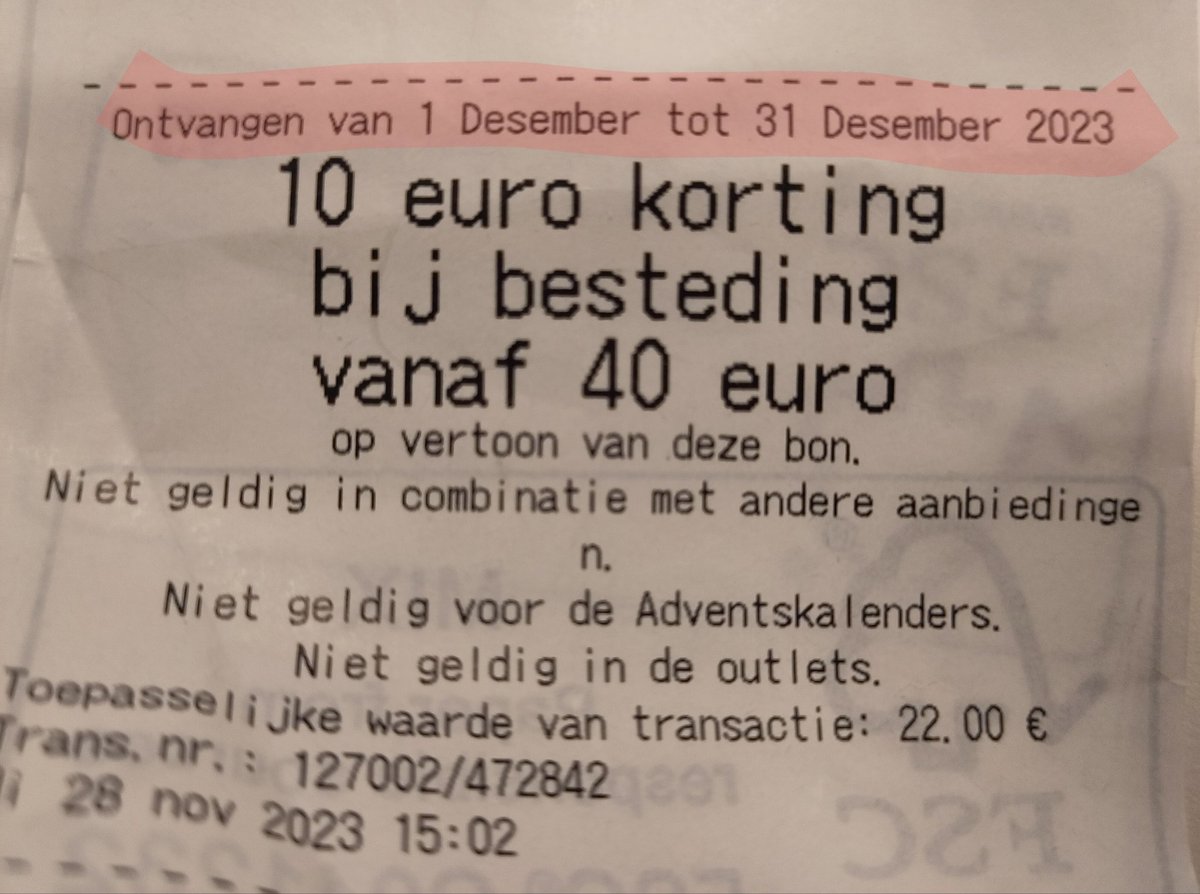 Ontvangen van 1 Desember tot 31 Desember 2023
10 euro korting
bij besteding
vanaf 40 euro
op vertoon van deze bon.
Niet geldig in combinatie met andere aanbiedinge
n.
Niet geldig voor de Adventskalenders.
Niet geldig in de outlets.
Toepasselijke waarde van transactie: 22.00 €
Trans. nr. : 127002/472842
di 28 nov 2023 15:02
FSC